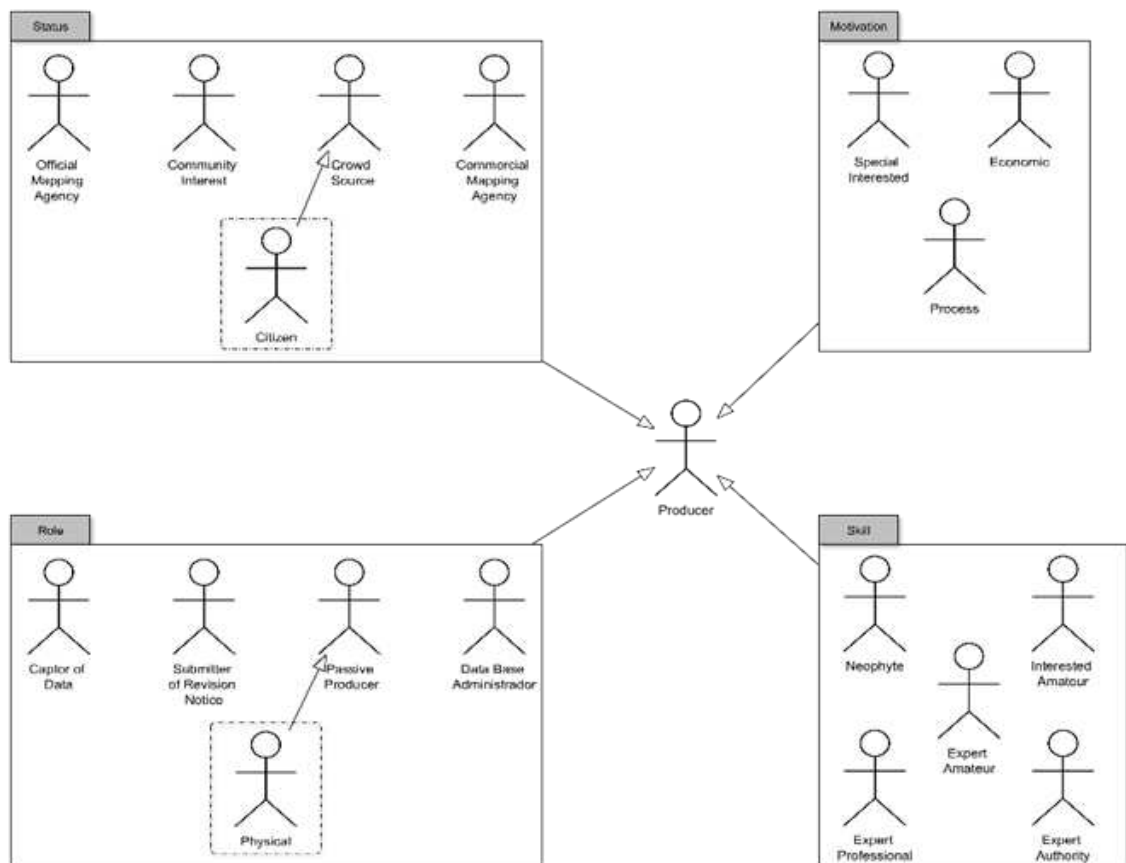 Status
Official
Mapping
Agency
Community
Interest
Crowd
Source
Commorcial
Mapping
Agency
Citizen
Motivation
Special
Interested
Economic
Process
Producer
Role
Captor of
Data
Submitter
of Revision
Notice
Passive
Producer
Data Base
Administrador
Physical
Skill
Neophyte
Interested
Amatour
Expert
Amateur
Expert
Professional
Expert
Authority